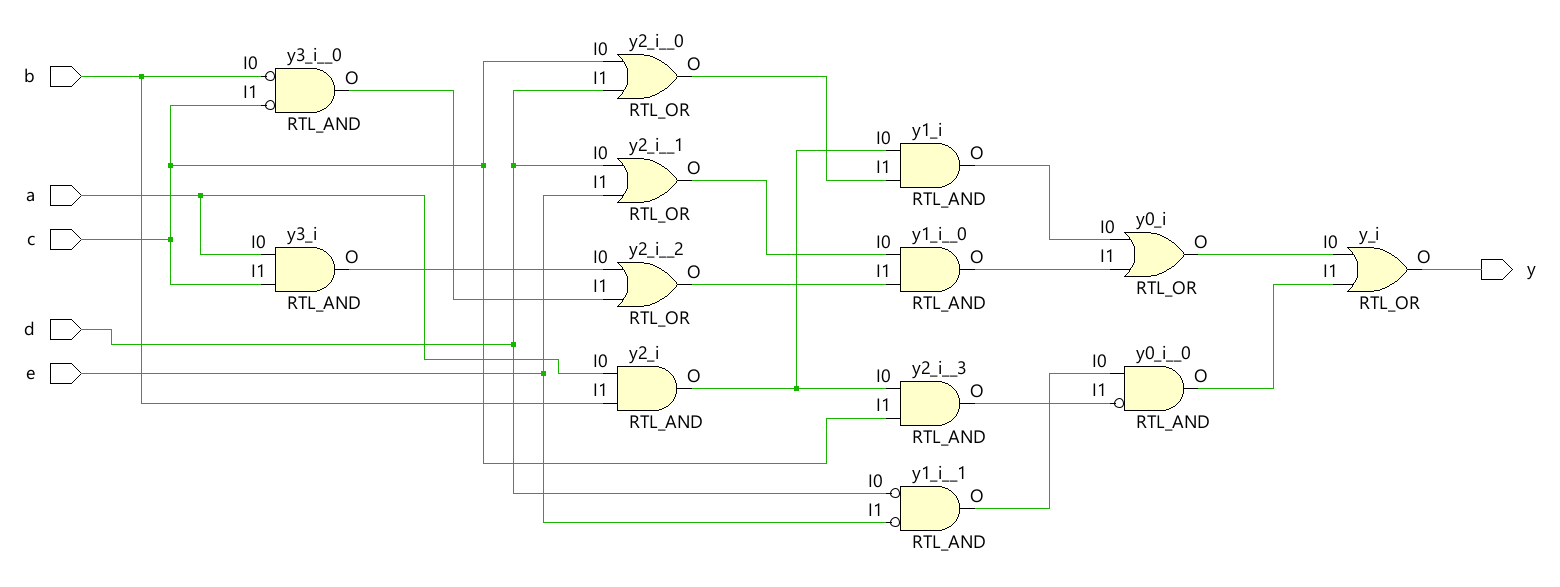 b
a
c
d
e
y3_i__0
I0
I1
O
RTL_AND
y3_i
I0
I1
O
RTL_AND
y2_i__0
I0
I1
O
RTL_OR
y2_i__1
I0
I1
O
RTL_OR
y2_i__2
I0
I1
O
RTL_OR
y2_i
I0
I1
O
RTL_AND
y1_i
I0
I1
O
RTL_AND
y1_i__0
I0
I1
O
RTL_AND
y2_i__3
I0
I1
O
RTL_AND
y1_i__1
I0
I1
O
RTL_AND
y0_i
I0
I1
O
RTL_OR
y0_i__0
I0
I1
O
RTL_AND
y_i
I0
I1
O
RTL_OR
y